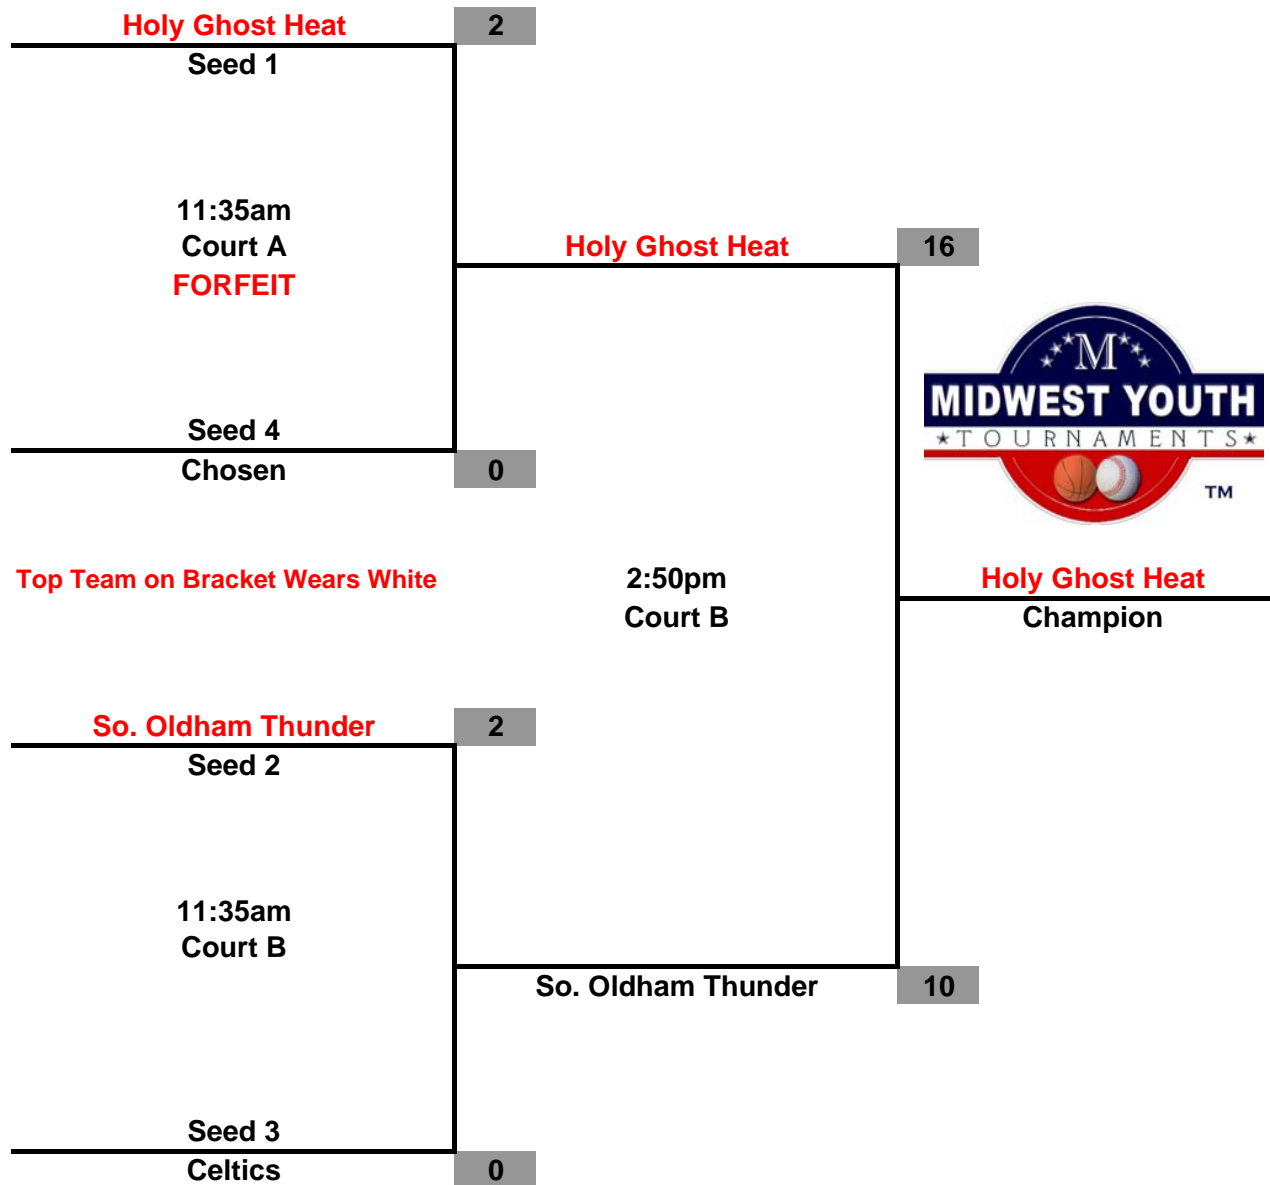 Holy Ghost Heat 2
Seed 1
11:35am
Court A
FORFEIT
Holy Ghost Heat 16
Seed 4
Chosen 0
M
MIDWEST YOUTH
★TOURNAMENTS★
TM
Top Team on Bracket Wears White
2:50pm
Court B
Holy Ghost Heat
Champion
So. Oldham Thunder 2
Seed 2
11:35am
Court B
So. Oldham Thunder 10
Seed 3
Celtics 0